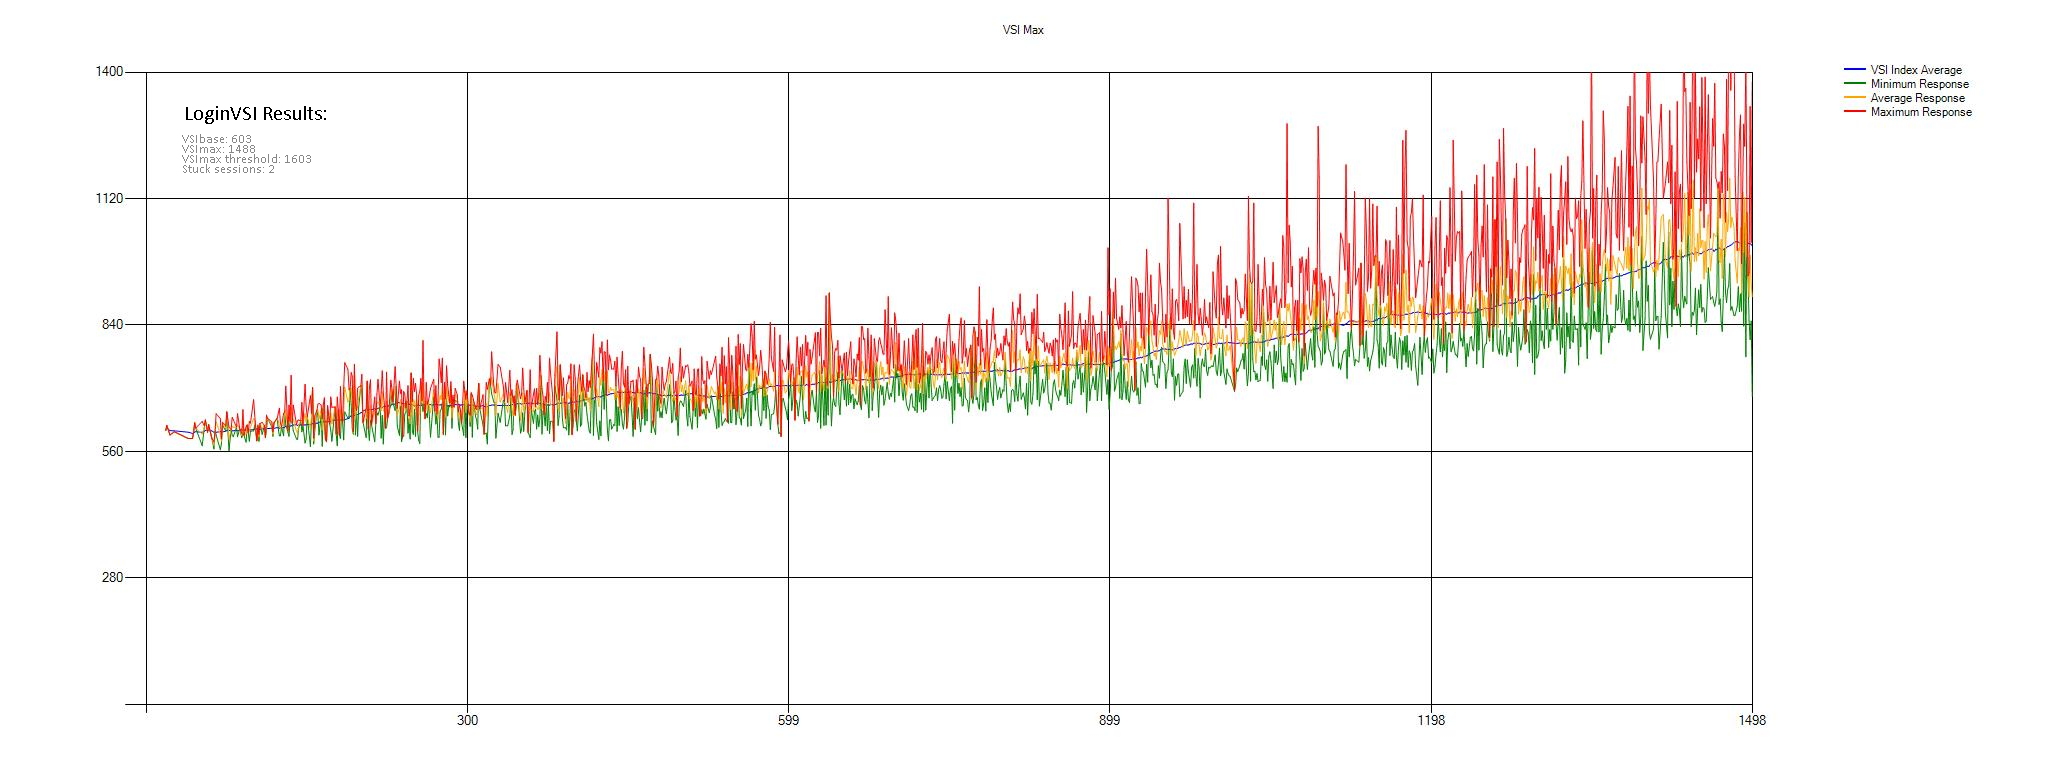 VSI Max
1400
1120
840
560
280
300
599
899
1198
1498
LoginVSI Results:
VSIbase: 603
VSImax: 1488
VSImax threshold: 1603
Stuck sessions: 2
VSI Index Average
Minimum Response
Average Response
Maximum Response